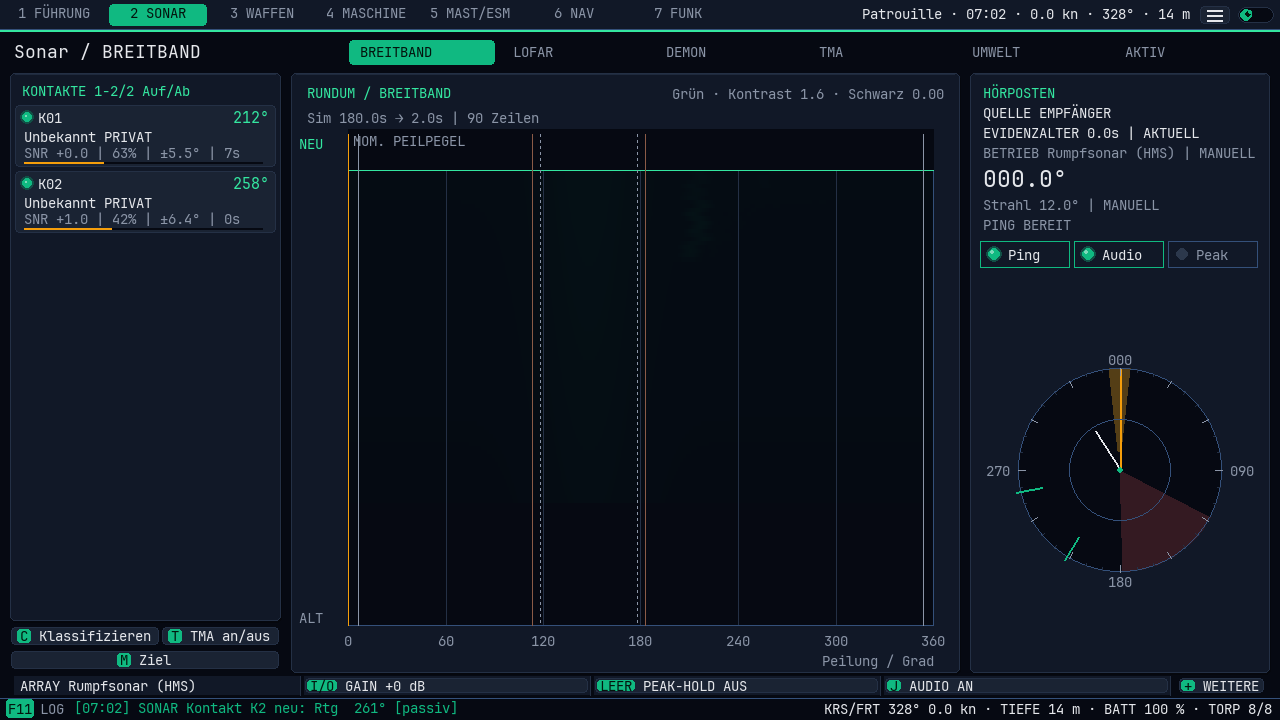 1 FÜHRUNG 2 SONAR 3 WAFFEN 4 MASCHINE 5 MAST/ESM 6 NAV 7 FUNK Patrouille · 07:02 · 0.0 kn · 328° · 14 m
Sonar / BREITBAND
BREITBAND LOFAR DEMON TMA UMWELT AKTIV
KONTAKTE 1-2/2 Auf/Ab
K01 212°
Unbekannt PRIVAT
SNR +0.0 | 63% | ±5.5° | 7s
K02 258°
Unbekannt PRIVAT
SNR +1.0 | 42% | ±6.4° | 0s
C Klassifizieren
T TMA an/aus
M Ziel
RUNDUM / BREITBAND Grün · Kontrast 1.6 · Schwarz 0.00
Sim 180.0s → 2.0s | 90 Zeilen
NEU MOM. PEILPEGEL
ALT
0 60 120 180 240 300 360
Peilung / Grad
HÖRPOSTEN
QUELLE EMPFÄNGER
EVIDENZALTER 0.0s | AKTUELL
BETRIEB Rumpfsonar (HMS) | MANUELL
000.0°
Strahl 12.0° | MANUELL
PING BEREIT
Ping Audio Peak
000
270 090
180
ARRAY Rumpfsonar (HMS) I/O GAIN +0 dB LEER PEAK-HOLD AUS J AUDIO AN + WEITERE
F11 LOG [07:02] SONAR Kontakt K2 neu: Rtg 261° [passiv] KRS/FRT 328° 0.0 kn · TIEFE 14 m · BATT 100 % · TORP 8/8